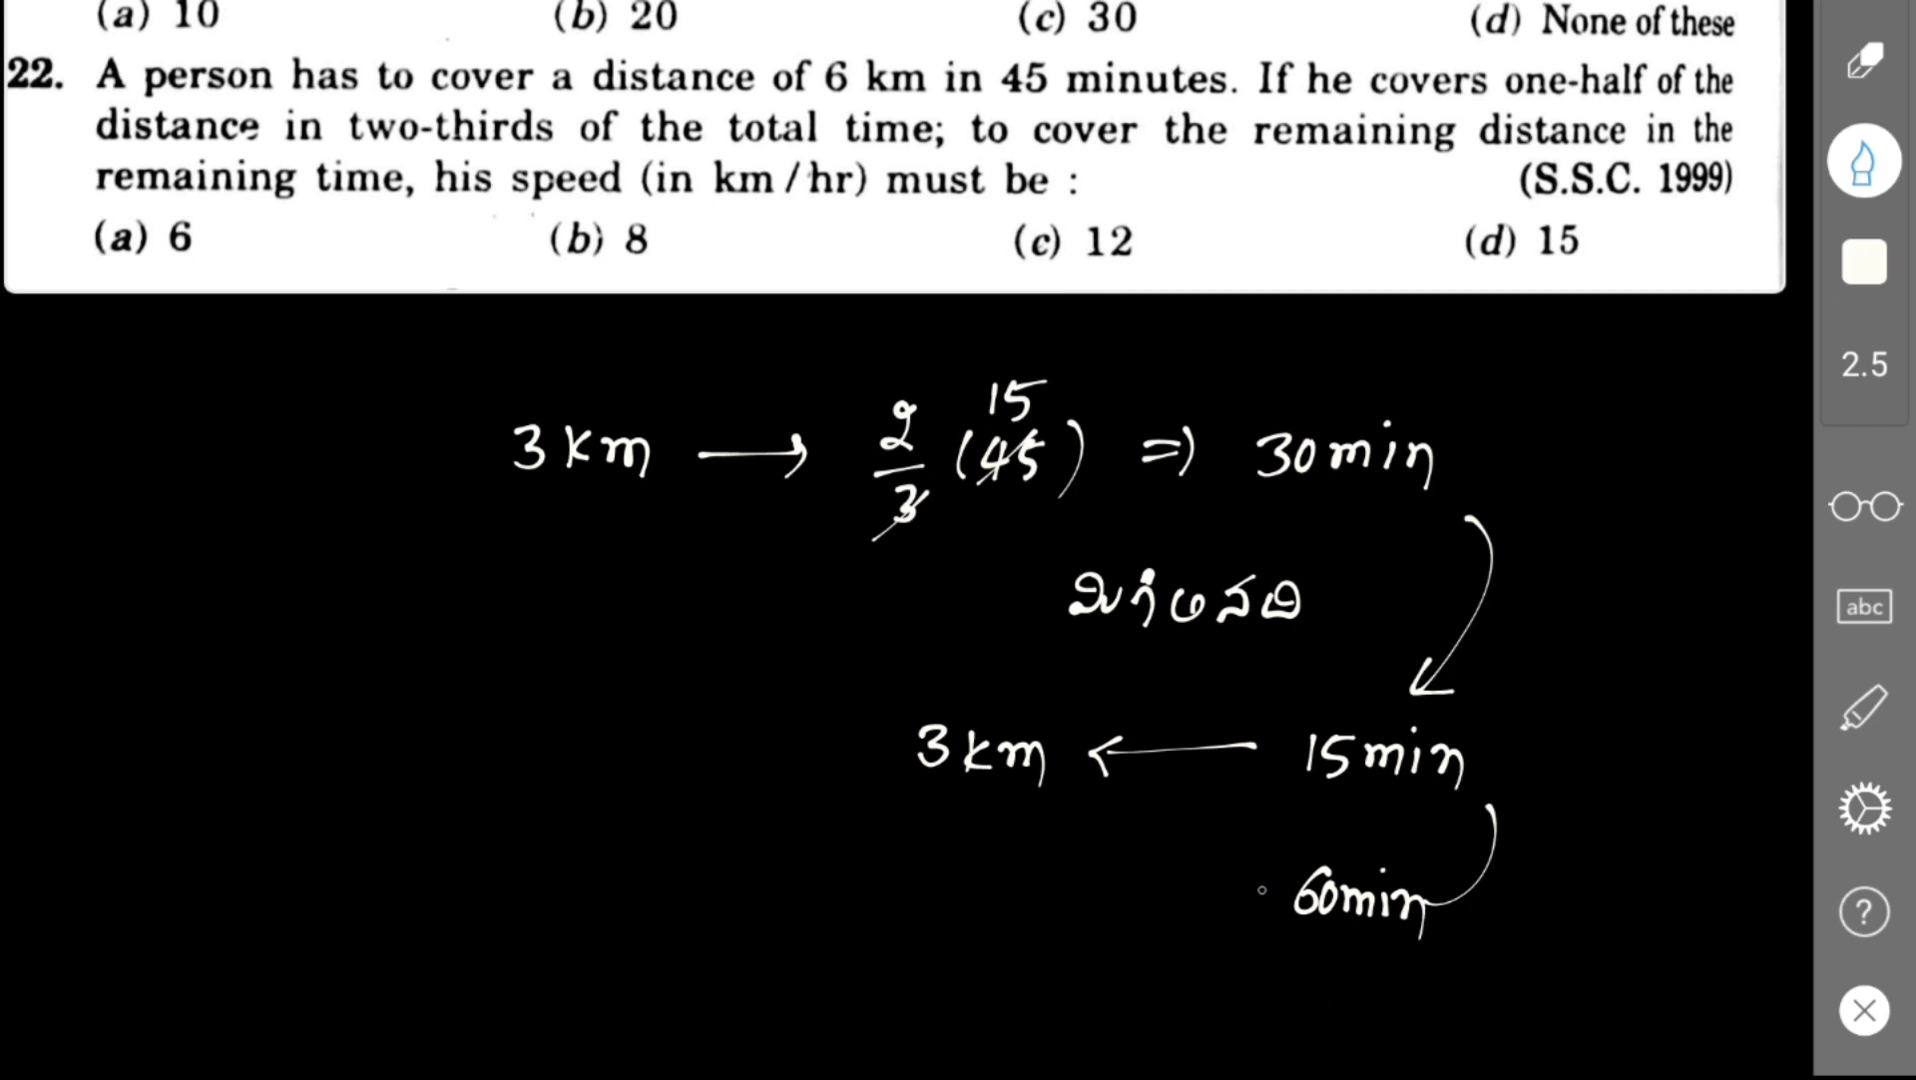 (a) 10 (b) 20 (c) 30 (d) None of these
22. A person has to cover a distance of 6 km in 45 minutes. If he covers one-half of the
distance in two-thirds of the total time; to cover the remaining distance in the
remaining time, his speed (in km / hr) must be : (S.S.C. 1999)
(a) 6 (b) 8 (c) 12 (d) 15
2.5
15
3 km → 2/3 (45) ⇒ 30 min
abc
3 km ← 15 min
60 min
?